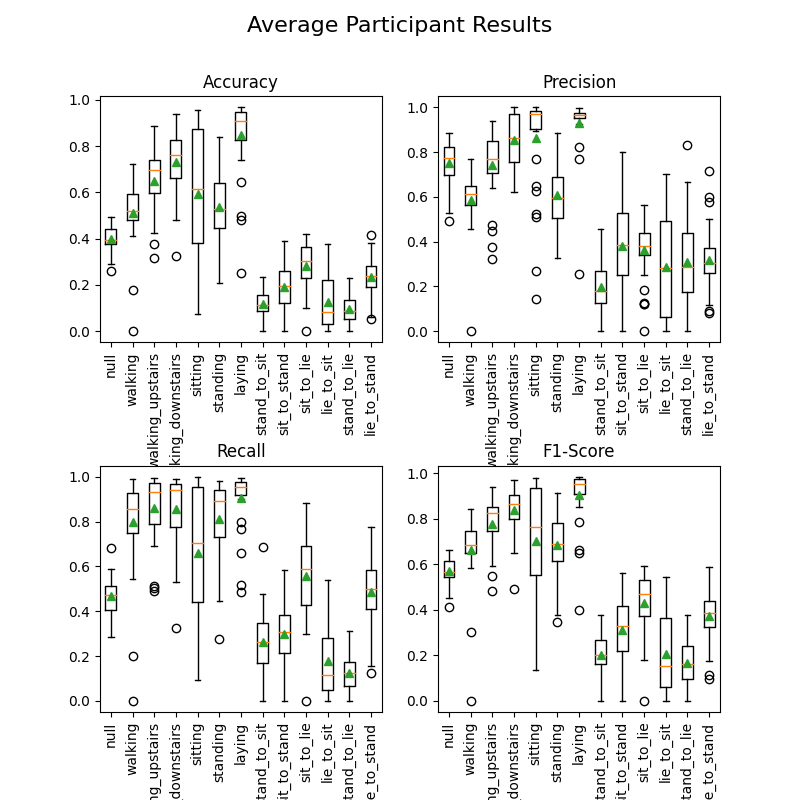 Average Participant Results
Accuracy
1.0
0.8
0.6
0.4
0.2
0.0
null
walking
walking_upstairs
king_downstairs
sitting
standing
laying
stand_to_sit
sit_to_stand
sit_to_lie
lie_to_sit
stand_to_lie
lie_to_stand
Precision
1.0
0.8
0.6
0.4
0.2
0.0
null
walking
walking_upstairs
king_downstairs
sitting
standing
laying
stand_to_sit
sit_to_stand
sit_to_lie
lie_to_sit
stand_to_lie
lie_to_stand
Recall
1.0
0.8
0.6
0.4
0.2
0.0
null
walking
ng_upstairs
downstairs
sitting
standing
laying
tand_to_sit
it_to_stand
sit_to_lie
lie_to_sit
tand_to_lie
e_to_stand
F1-Score
1.0
0.8
0.6
0.4
0.2
0.0
null
walking
ng_upstairs
downstairs
sitting
standing
laying
tand_to_sit
it_to_stand
sit_to_lie
lie_to_sit
tand_to_lie
e_to_stand